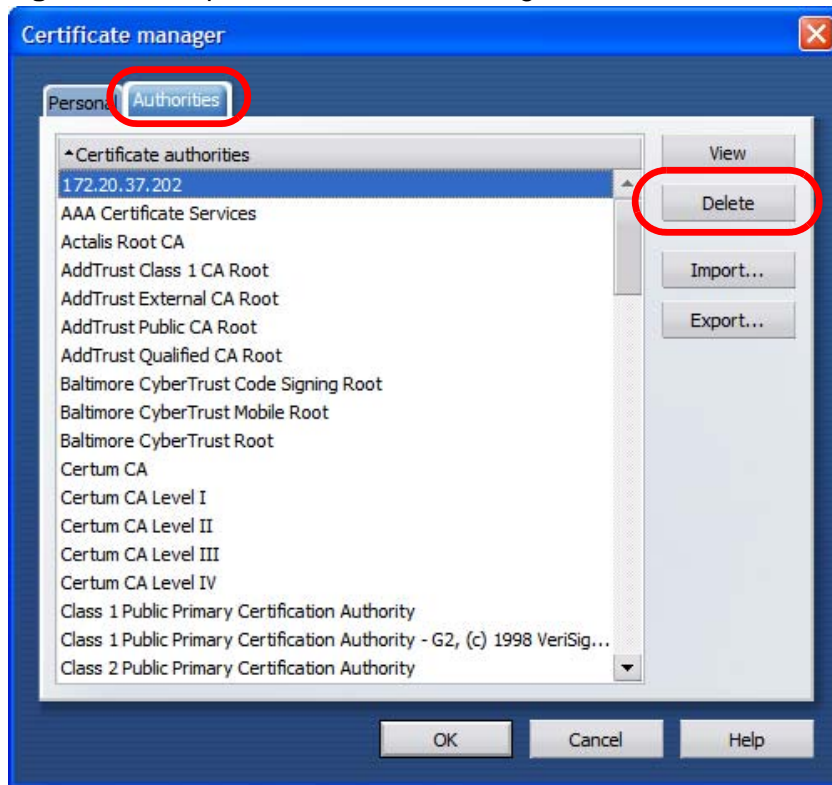 Certificate manager
Personal
Authorities
Certificate authorities
172.20.37.202
AAA Certificate Services
Actalis Root CA
AddTrust Class 1 CA Root
AddTrust External CA Root
AddTrust Public CA Root
AddTrust Qualified CA Root
Baltimore CyberTrust Code Signing Root
Baltimore CyberTrust Mobile Root
Baltimore CyberTrust Root
Certum CA
Certum CA Level I
Certum CA Level II
Certum CA Level III
Certum CA Level IV
Class 1 Public Primary Certification Authority
Class 1 Public Primary Certification Authority - G2, (c) 1998 VeriSig...
Class 2 Public Primary Certification Authority
View
Delete
Import...
Export...
OK
Cancel
Help